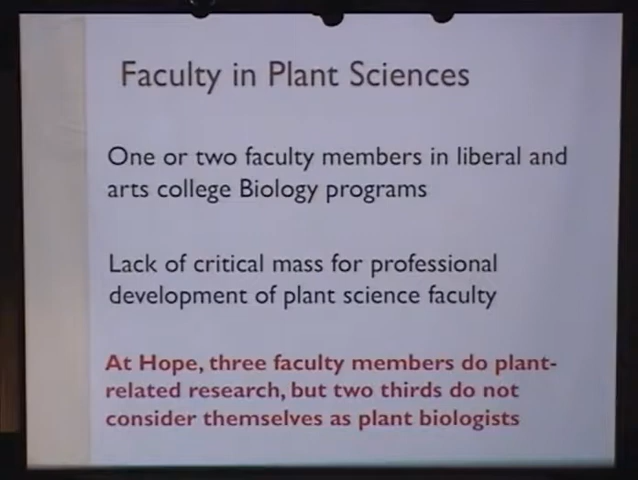 Faculty in Plant Sciences
One or two faculty members in liberal and
arts college Biology programs
Lack of critical mass for professional
development of plant science faculty
At Hope, three faculty members do plant-
related research, but two thirds do not
consider themselves as plant biologists